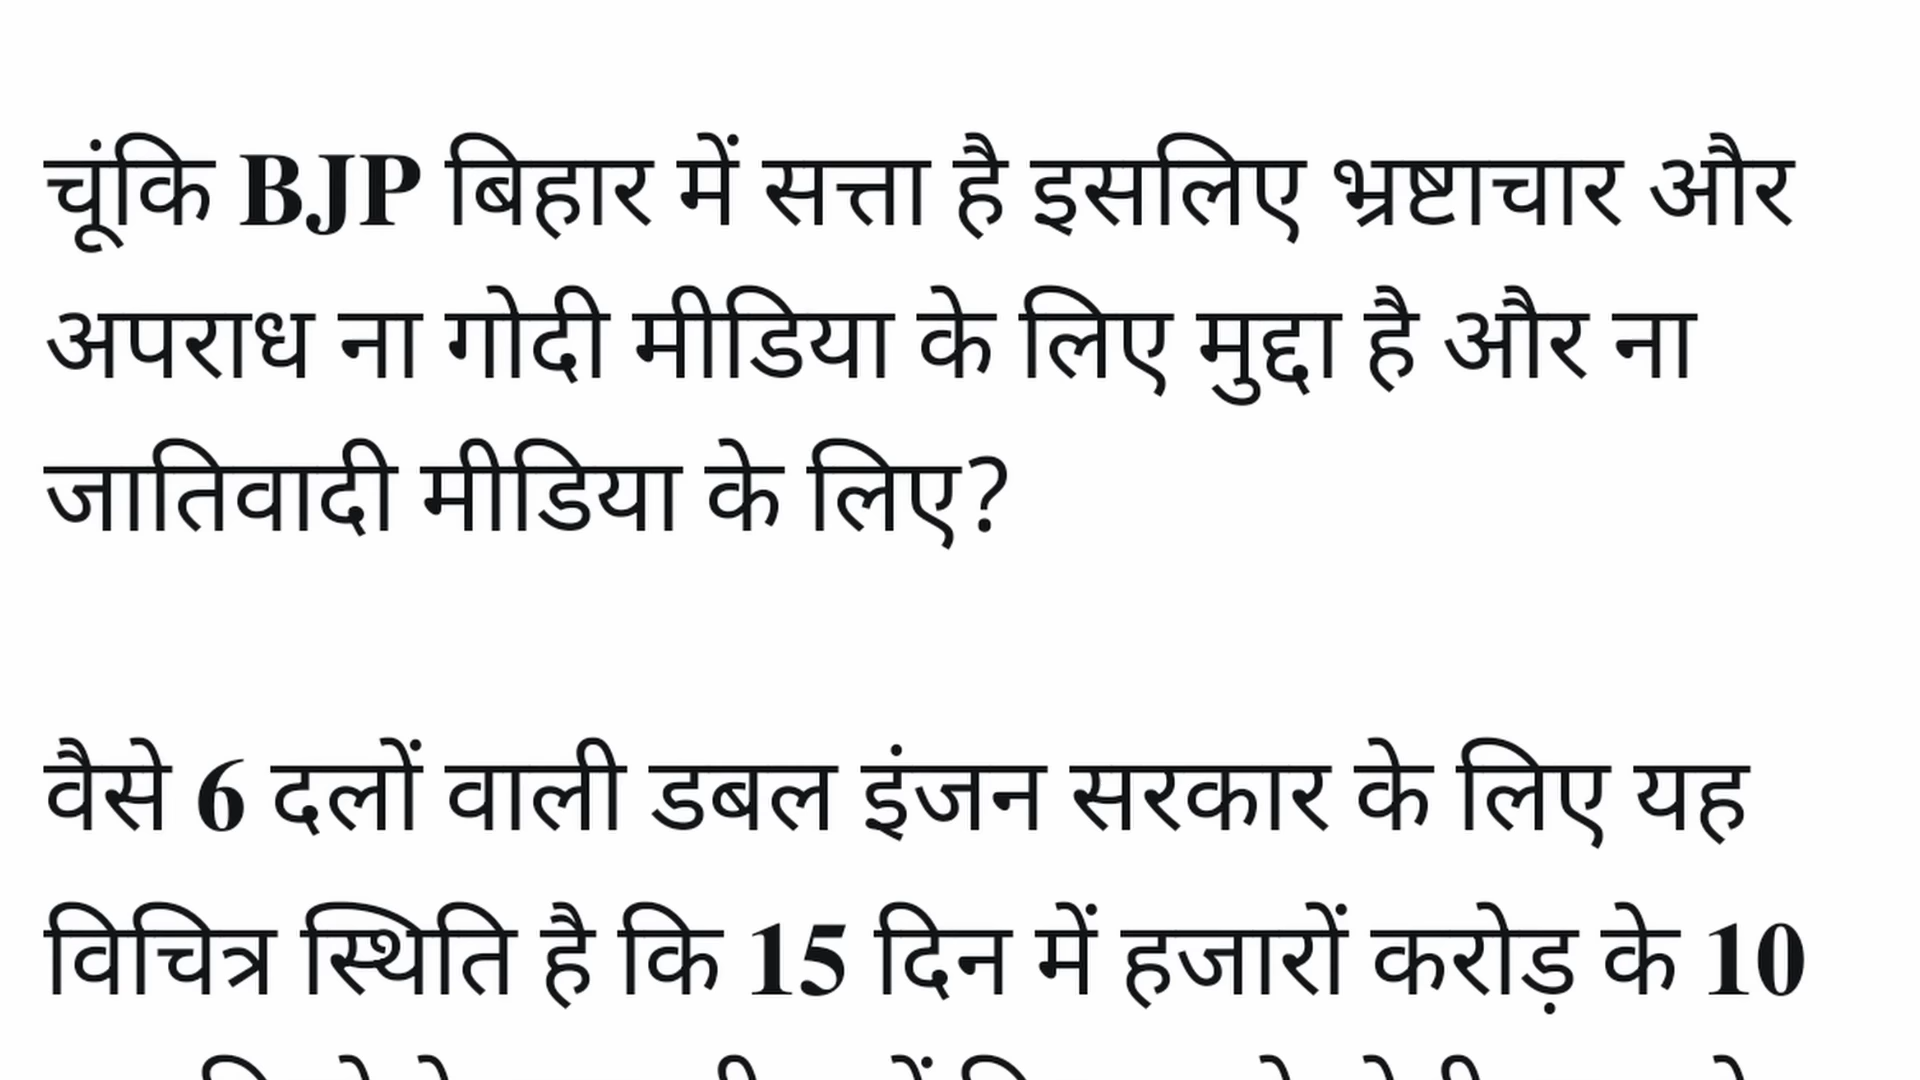 चूंकि BJP बिहार में सत्ता है इसलिए भ्रष्टाचार और
अपराध ना गोदी मीडिया के लिए मुद्दा है और ना
जातिवादी मीडिया के लिए?
वैसे 6 दलों वाली डबल इंजन सरकार के लिए यह
विचित्र स्थिति है कि 15 दिन में हजारों करोड़ के 10